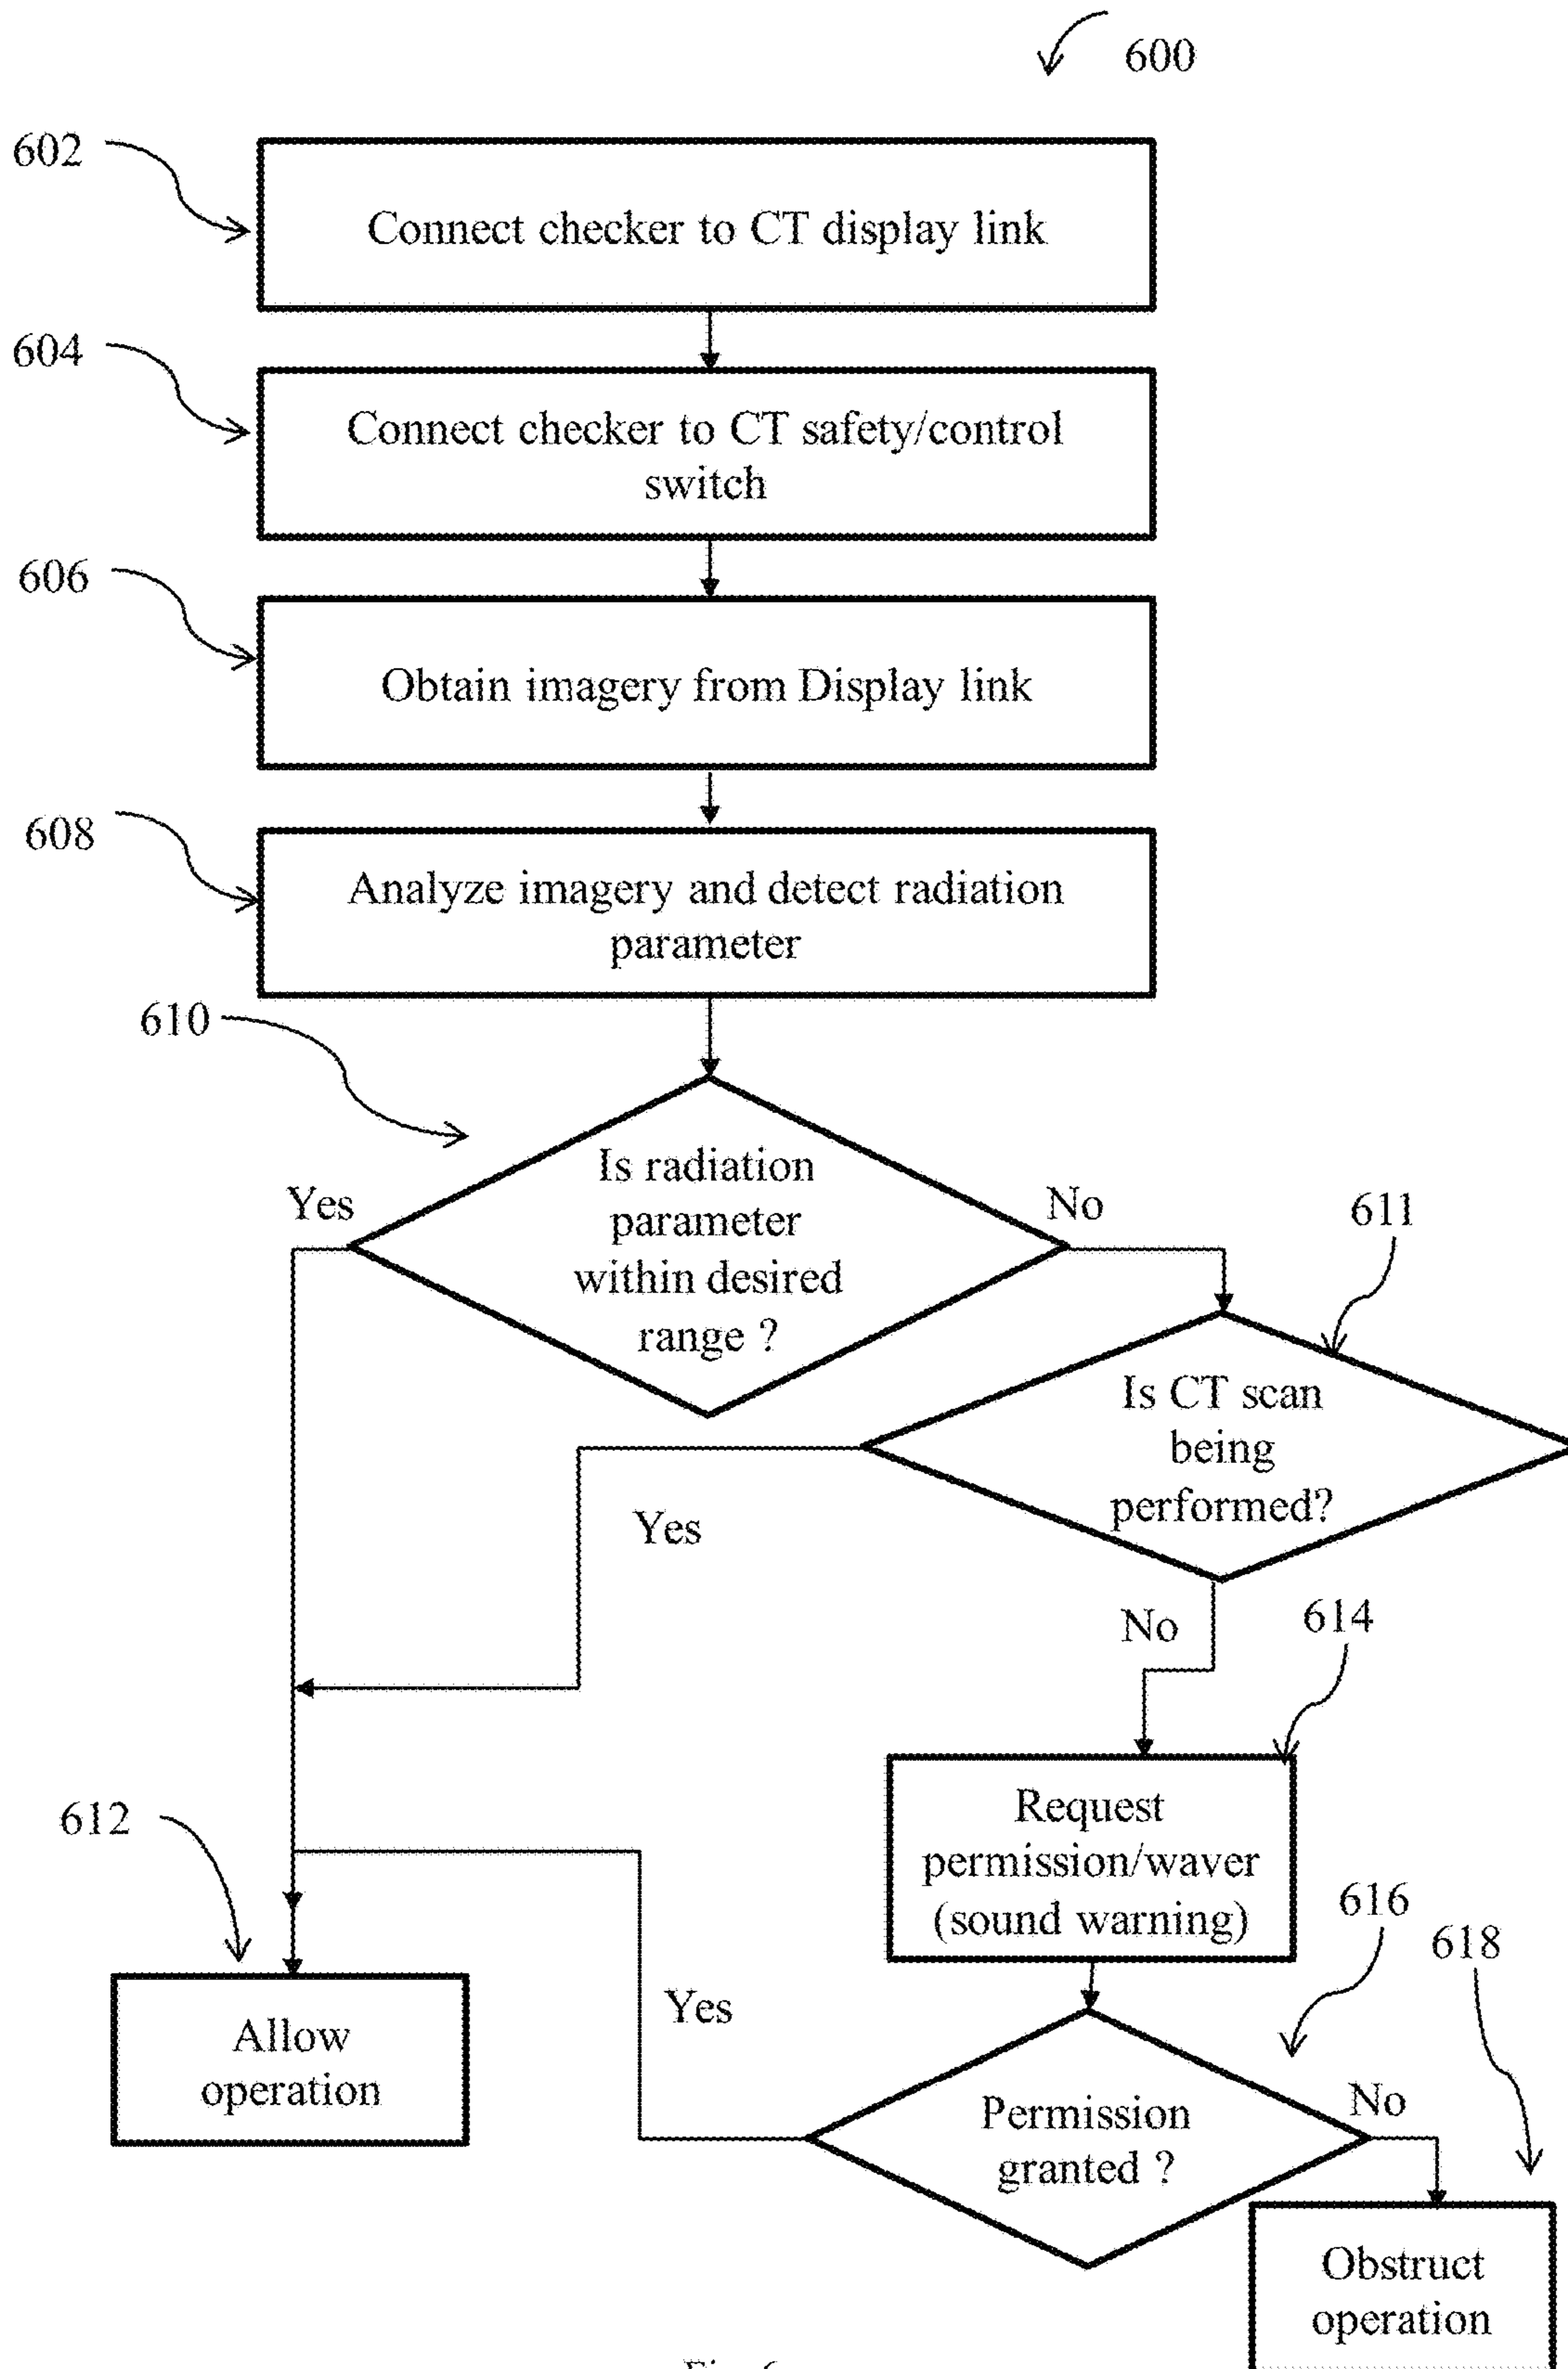 600
602
Connect checker to CT display link
604
Connect checker to CT safety/control
switch
606
Obtain imagery from Display link
608
Analyze imagery and detect radiation
parameter
610
Is radiation
parameter
within desired
range ?
Yes
No
611
Is CT scan
being
performed?
Yes
No
614
Request
permission/waver
(sound warning)
612
Allow
operation
616
618
Yes
Permission
granted ?
No
Obstruct
operation